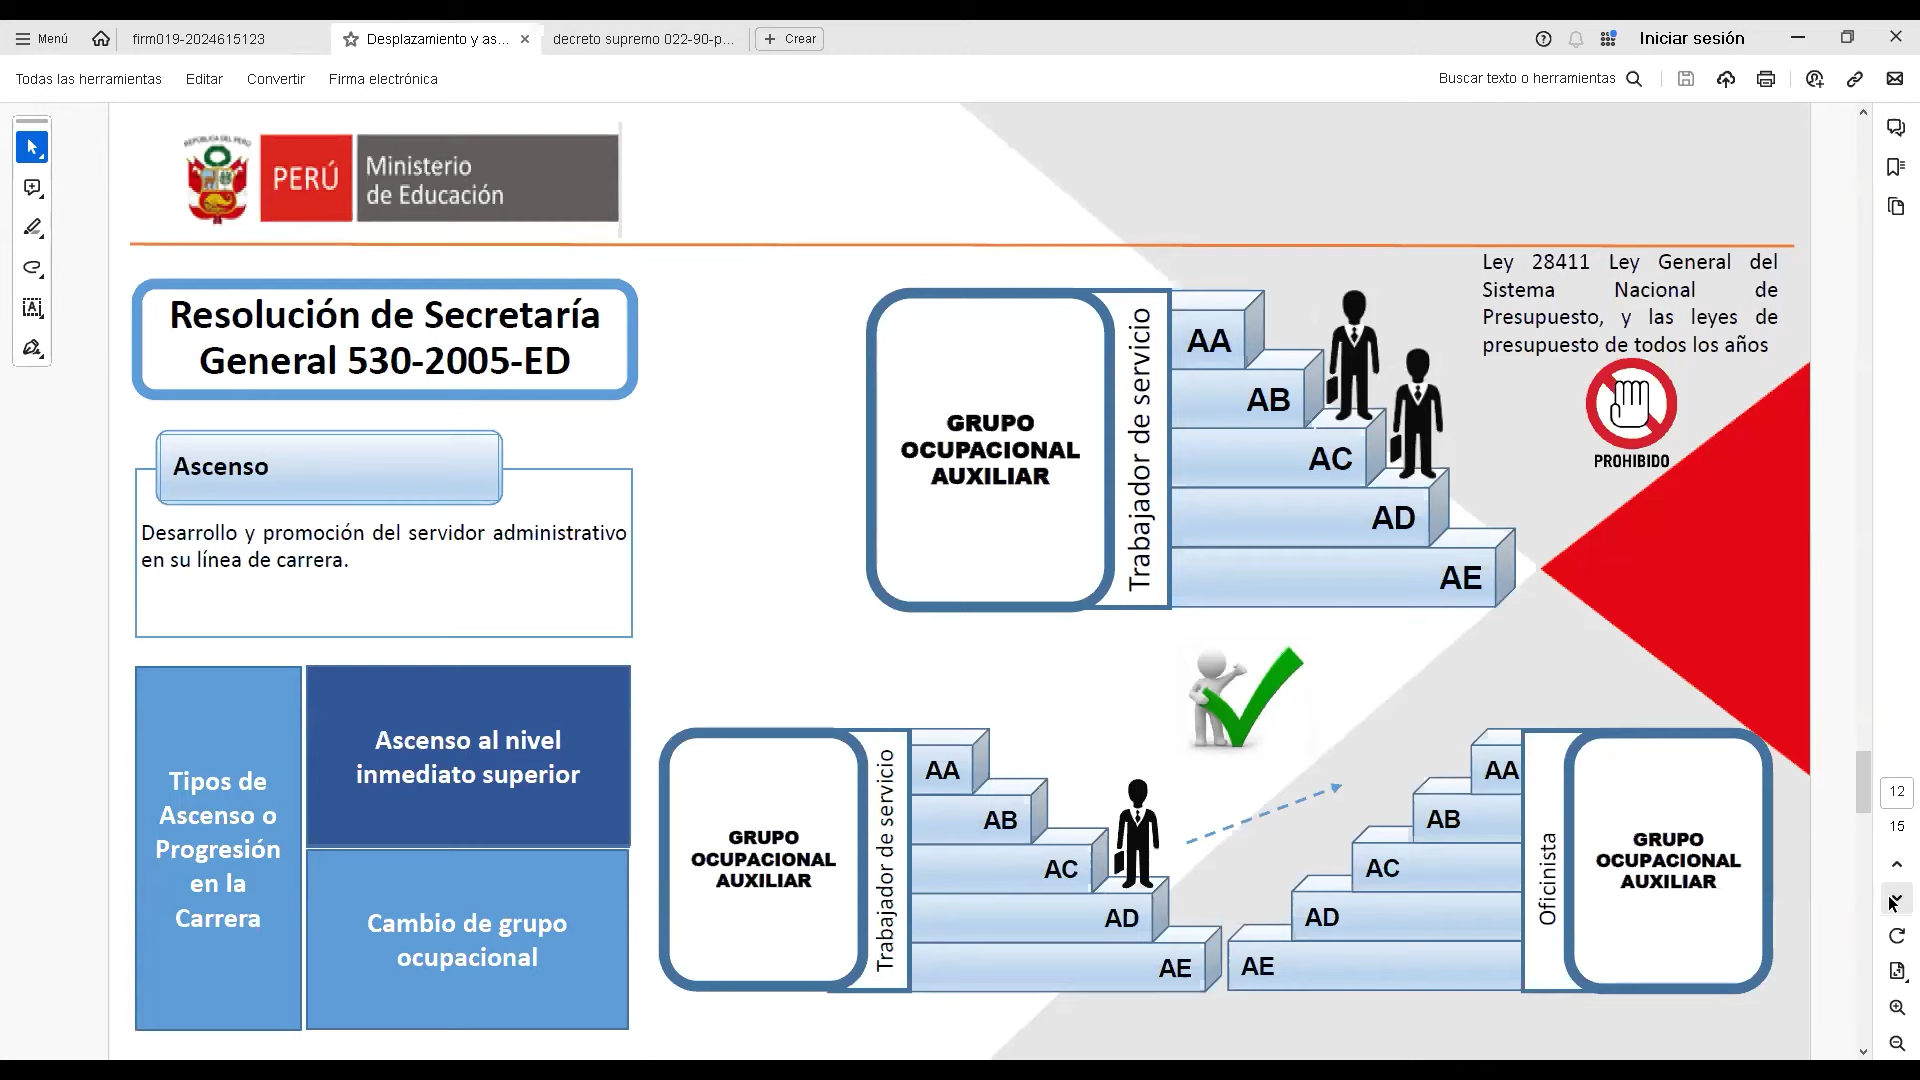 Menú
firm019-2024615123
Desplazamiento y as...
decreto supremo 022-90-p...
Crear
Iniciar sesión
Todas las herramientas
Editar
Convertir
Firma electrónica
Buscar texto o herramientas
REPÚBLICA DEL PERÚ
PERÚ
Ministerio
de Educación
Resolución de Secretaría
General 530-2005-ED
Ascenso
Desarrollo y promoción del servidor administrativo
en su línea de carrera.
Tipos de
Ascenso o
Progresión
en la
Carrera
Ascenso al nivel
inmediato superior
Cambio de grupo
ocupacional
GRUPO
OCUPACIONAL
AUXILIAR
Trabajador de servicio
AA
AB
AC
AD
AE
Ley 28411 Ley General del
Sistema Nacional de
Presupuesto, y las leyes de
presupuesto de todos los años
PROHIBIDO
GRUPO
OCUPACIONAL
AUXILIAR
Trabajador de servicio
AA
AB
AC
AD
AE
AA
AB
AC
AD
AE
Oficinista
GRUPO
OCUPACIONAL
AUXILIAR
12
15